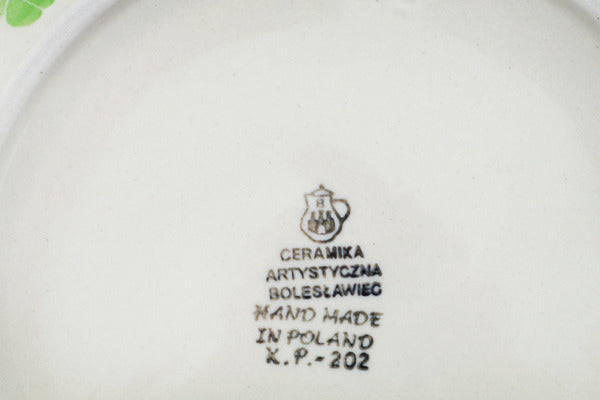 CERAMIKA
ARTYSTYCZNA
BOLESŁAWIEC
HAND MADE
IN POLAND
K.P.-202